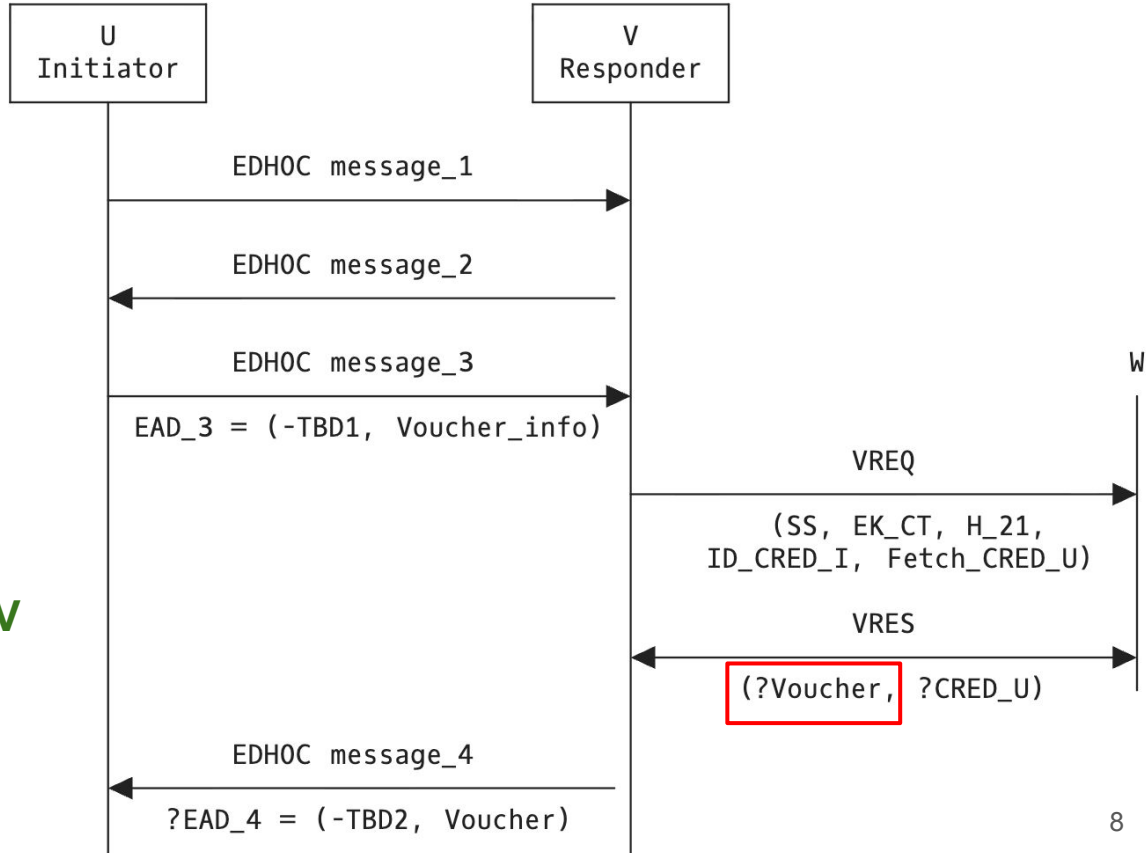 U
Initiator
V
Responder
EDHOC message_1
EDHOC message_2
EDHOC message_3
W
EAD_3 = (-TBD1, Voucher_info)
VREQ
(SS, EK_CT, H_21,
ID_CRED_I, Fetch_CRED_U)
V
VRES
(?Voucher, ?CRED_U)
EDHOC message_4
?EAD_4 = (-TBD2, Voucher)
8